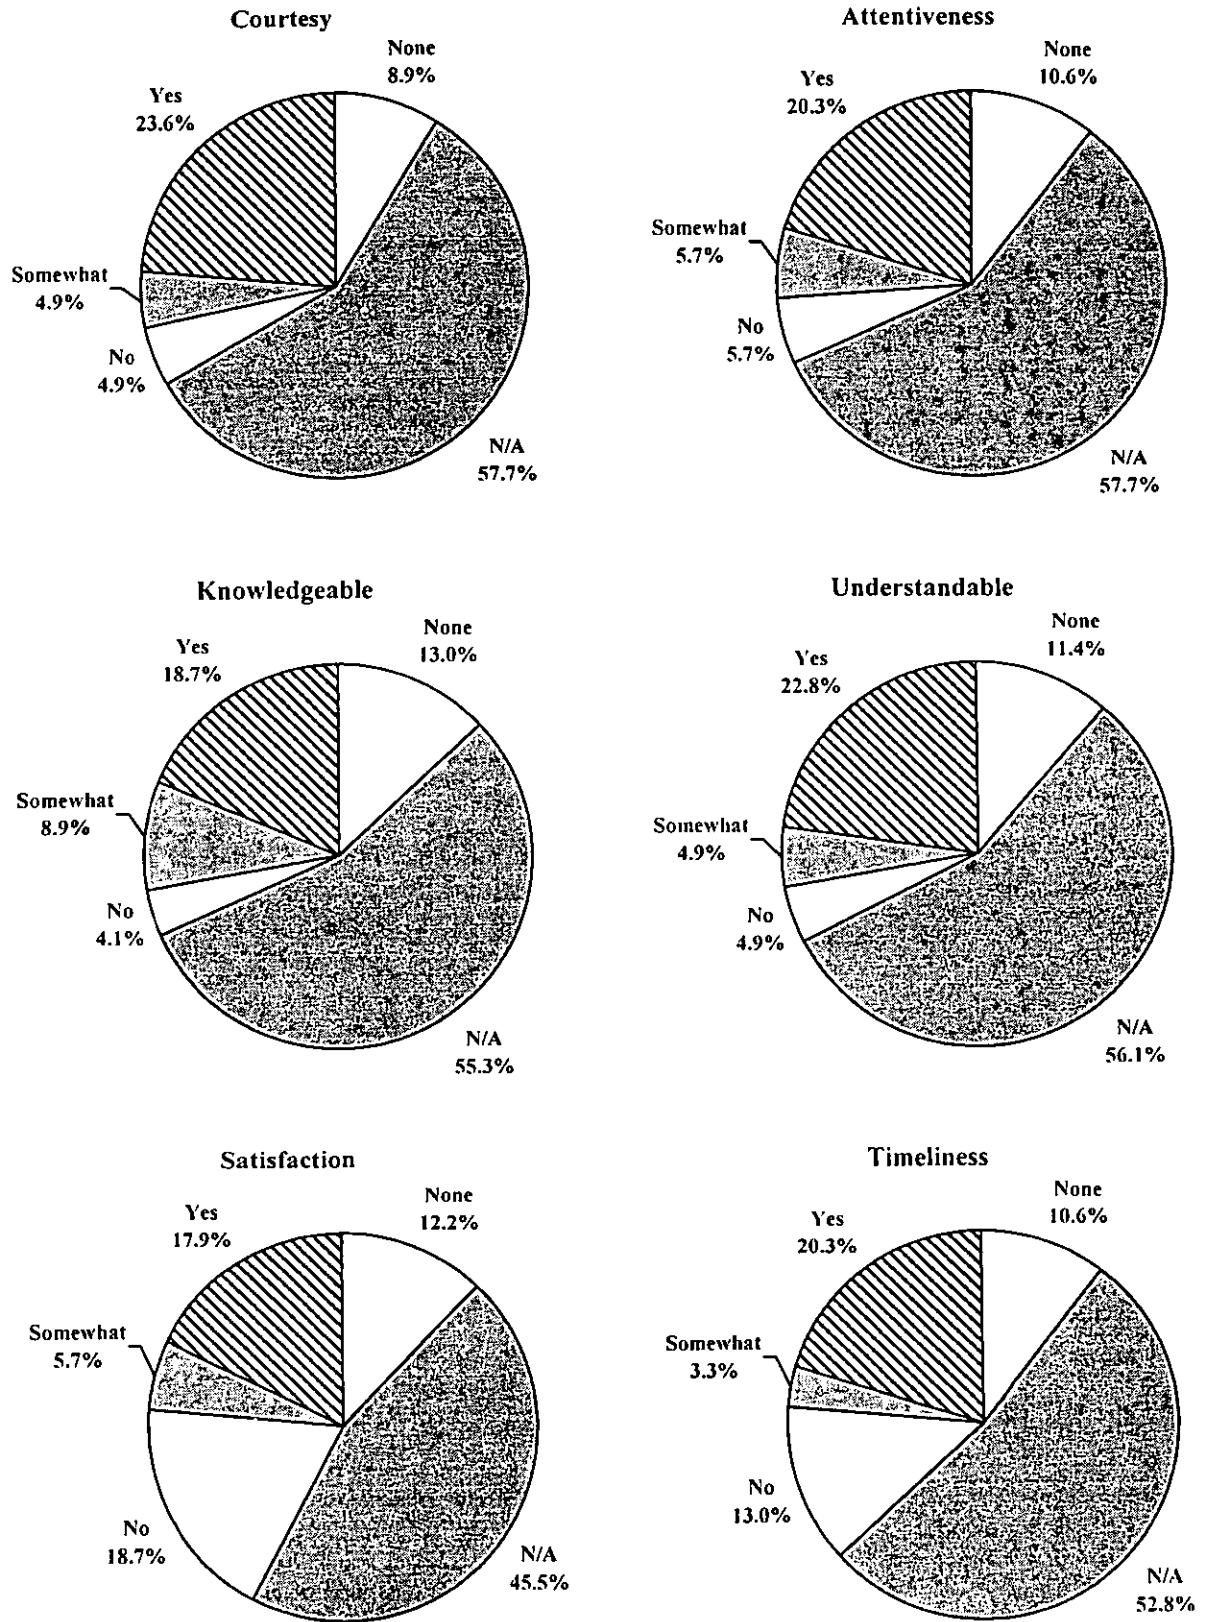 Courtesy
None
8.9%
Yes
23.6%
Somewhat
4.9%
No
4.9%
N/A
57.7%
Attentiveness
None
10.6%
Yes
20.3%
Somewhat
5.7%
No
5.7%
N/A
57.7%
Knowledgeable
None
13.0%
Yes
18.7%
Somewhat
8.9%
No
4.1%
N/A
55.3%
Understandable
None
11.4%
Yes
22.8%
Somewhat
4.9%
No
4.9%
N/A
56.1%
Satisfaction
None
12.2%
Yes
17.9%
Somewhat
5.7%
No
18.7%
N/A
45.5%
Timeliness
None
10.6%
Yes
20.3%
Somewhat
3.3%
No
13.0%
N/A
52.8%